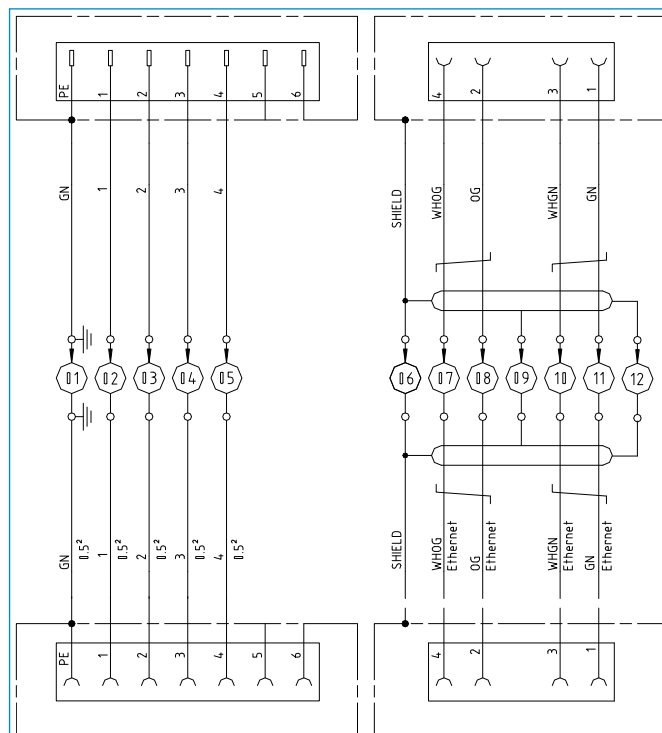 PE 1 2 3 4 5 6
4 2 3 1
GN 1 2 3 4
SHIELD WHOG OG WHGN GN
01 02 03 04 05 06 07 08 09 10 11 12
GN 0.5² 1 0.5² 2 0.5² 3 0.5² 4 0.5²
SHIELD
WHOG Ethernet
OG Ethernet
WHGN Ethernet
GN Ethernet
PE 1 2 3 4 5 6
4 2 3 1